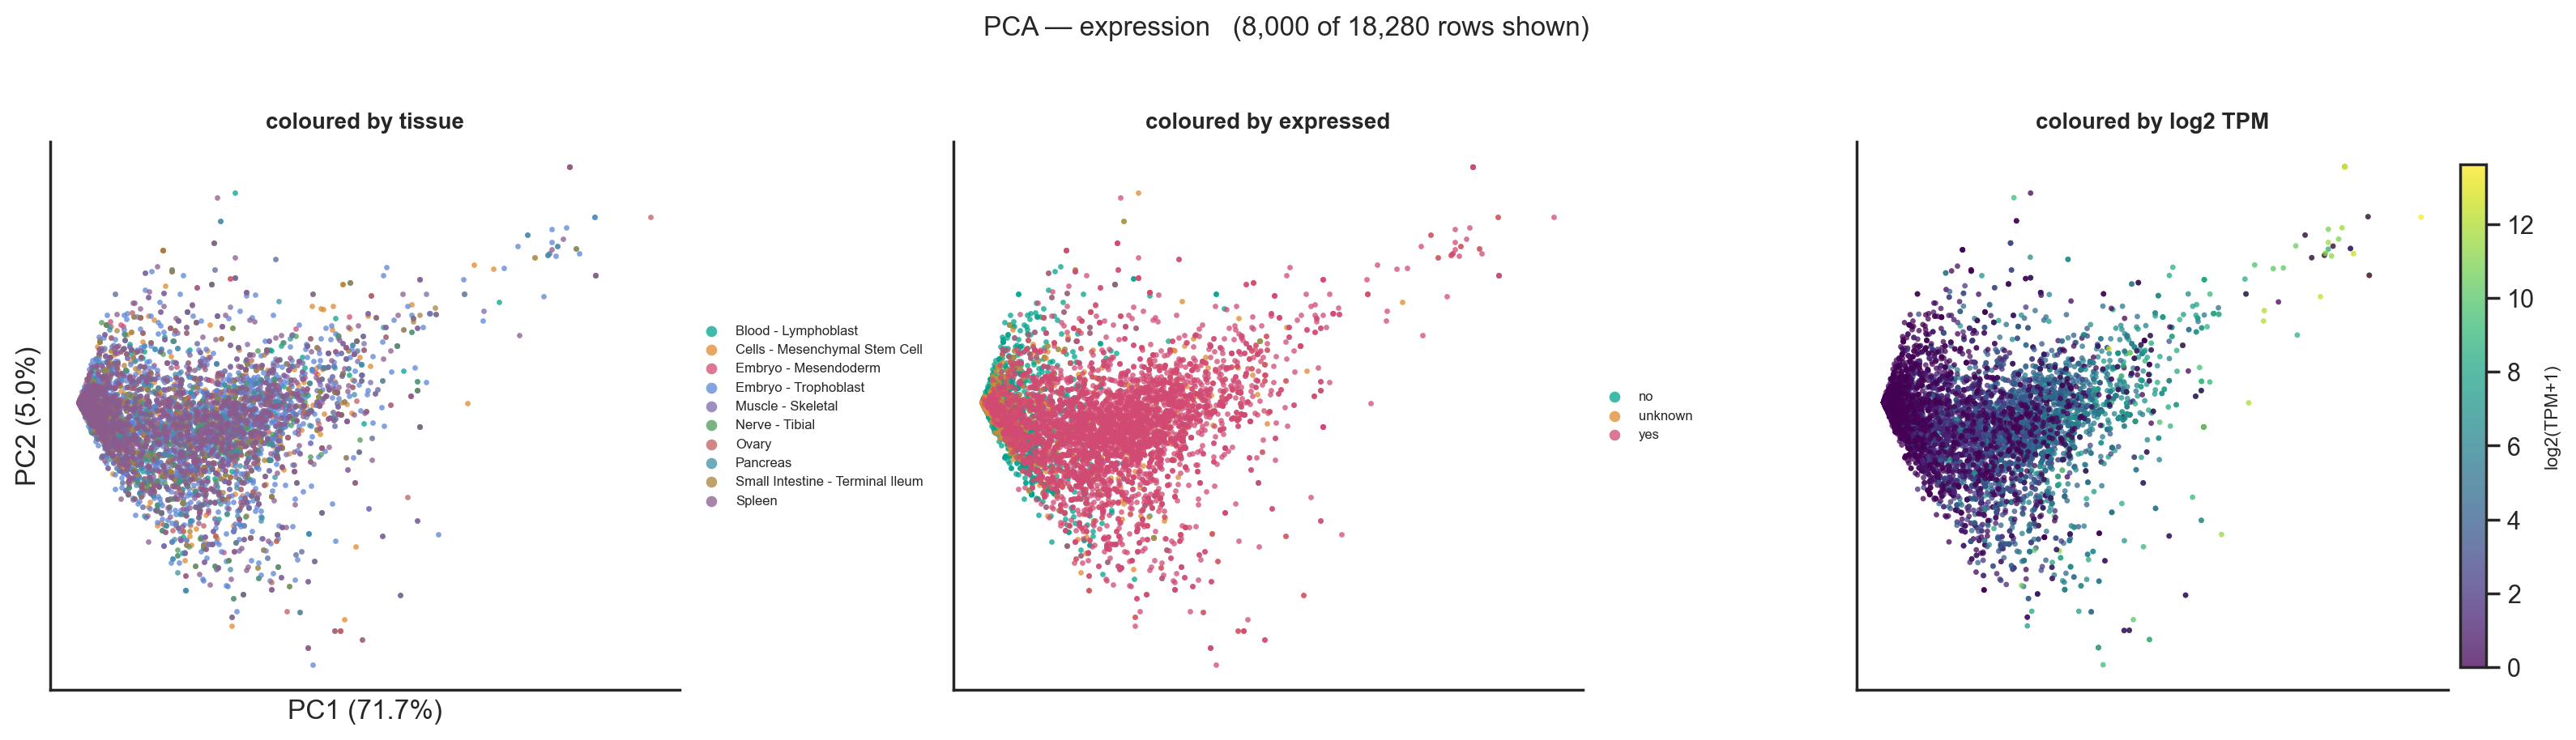 PCA — expression (8,000 of 18,280 rows shown)
coloured by tissue
PC2 (5.0%)
PC1 (71.7%)
Blood - Lymphoblast
Cells - Mesenchymal Stem Cell
Embryo - Mesendoderm
Embryo - Trophoblast
Muscle - Skeletal
Nerve - Tibial
Ovary
Pancreas
Small Intestine - Terminal Ileum
Spleen
coloured by expressed
no
unknown
yes
coloured by log2 TPM
12
10
8
6
4
2
0
log2(TPM+1)